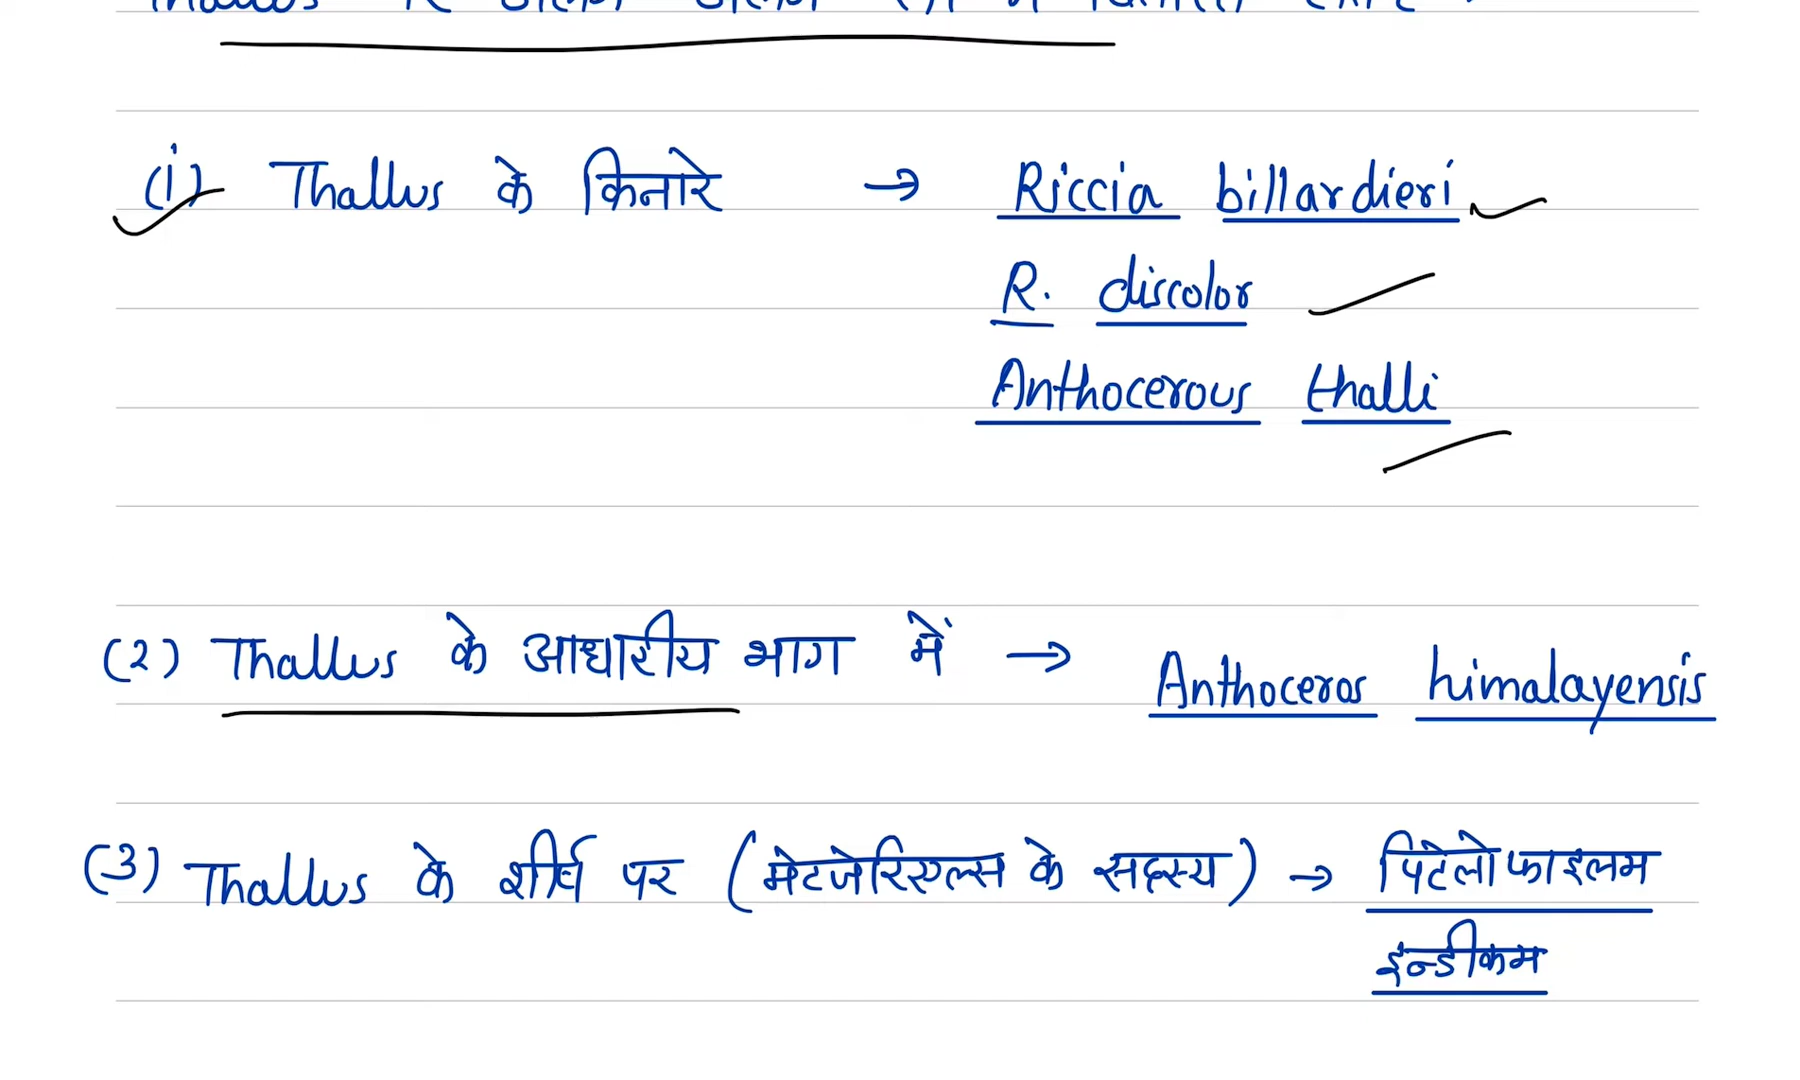 (i) Thallus के किनारे → Riccia billardieri
R. discolor
Anthocerous thalli
(2) Thallus के आधारीय भाग में → Anthoceros himalayensis
(3) Thallus के शीर्ष पर (मेटजेरिएल्स के सदस्य) → पिटेलोफाइलम
इन्डीकम